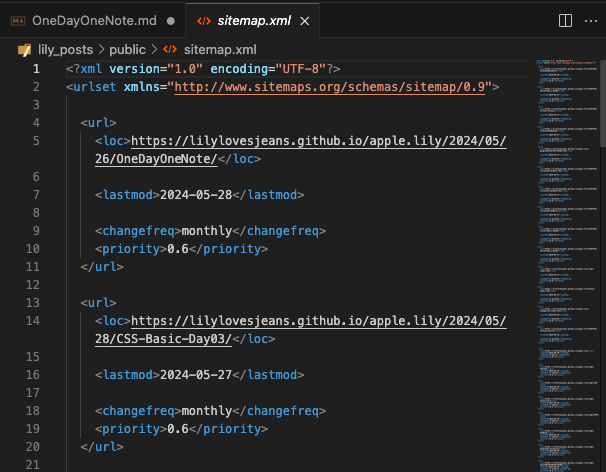 OneDayOneNote.md
sitemap.xml
lily_posts > public > sitemap.xml
1 <?xml version="1.0" encoding="UTF-8"?>
2 <urlset xmlns="http://www.sitemaps.org/schemas/sitemap/0.9">
3
4 <url>
5 <loc>https://lilylovesjeans.github.io/apple.lily/2024/05/
26/OneDayOneNote/</loc>
6
7 <lastmod>2024-05-28</lastmod>
8
9 <changefreq>monthly</changefreq>
10 <priority>0.6</priority>
11 </url>
12
13 <url>
14 <loc>https://lilylovesjeans.github.io/apple.lily/2024/05/
28/CSS-Basic-Day03/</loc>
15
16 <lastmod>2024-05-27</lastmod>
17
18 <changefreq>monthly</changefreq>
19 <priority>0.6</priority>
20 </url>
21